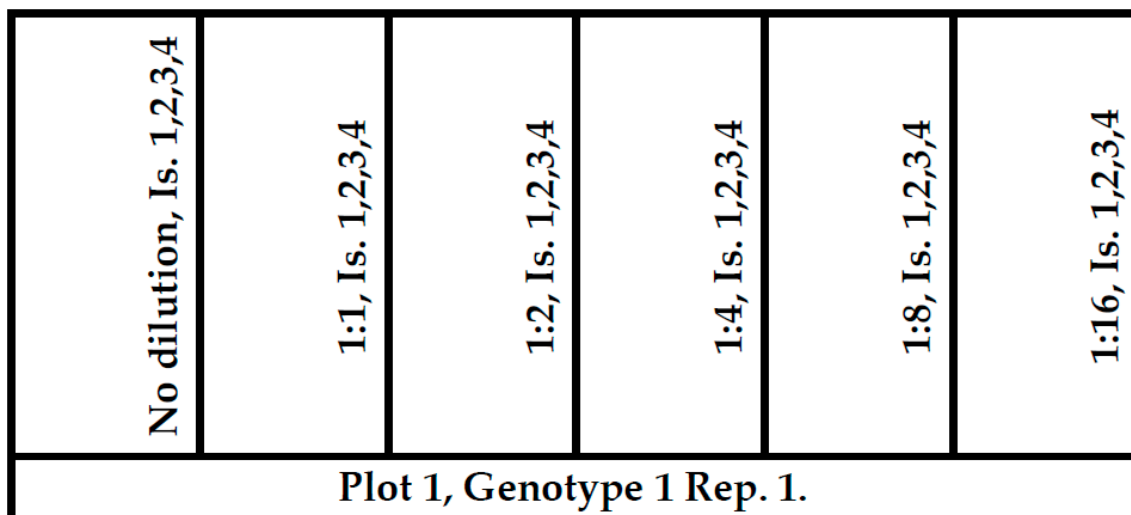 No dilution, Is. 1,2,3,4
1:1, Is. 1,2,3,4
1:2, Is. 1,2,3,4
1:4, Is. 1,2,3,4
1:8, Is. 1,2,3,4
1:16, Is. 1,2,3,4
Plot 1, Genotype 1 Rep. 1.